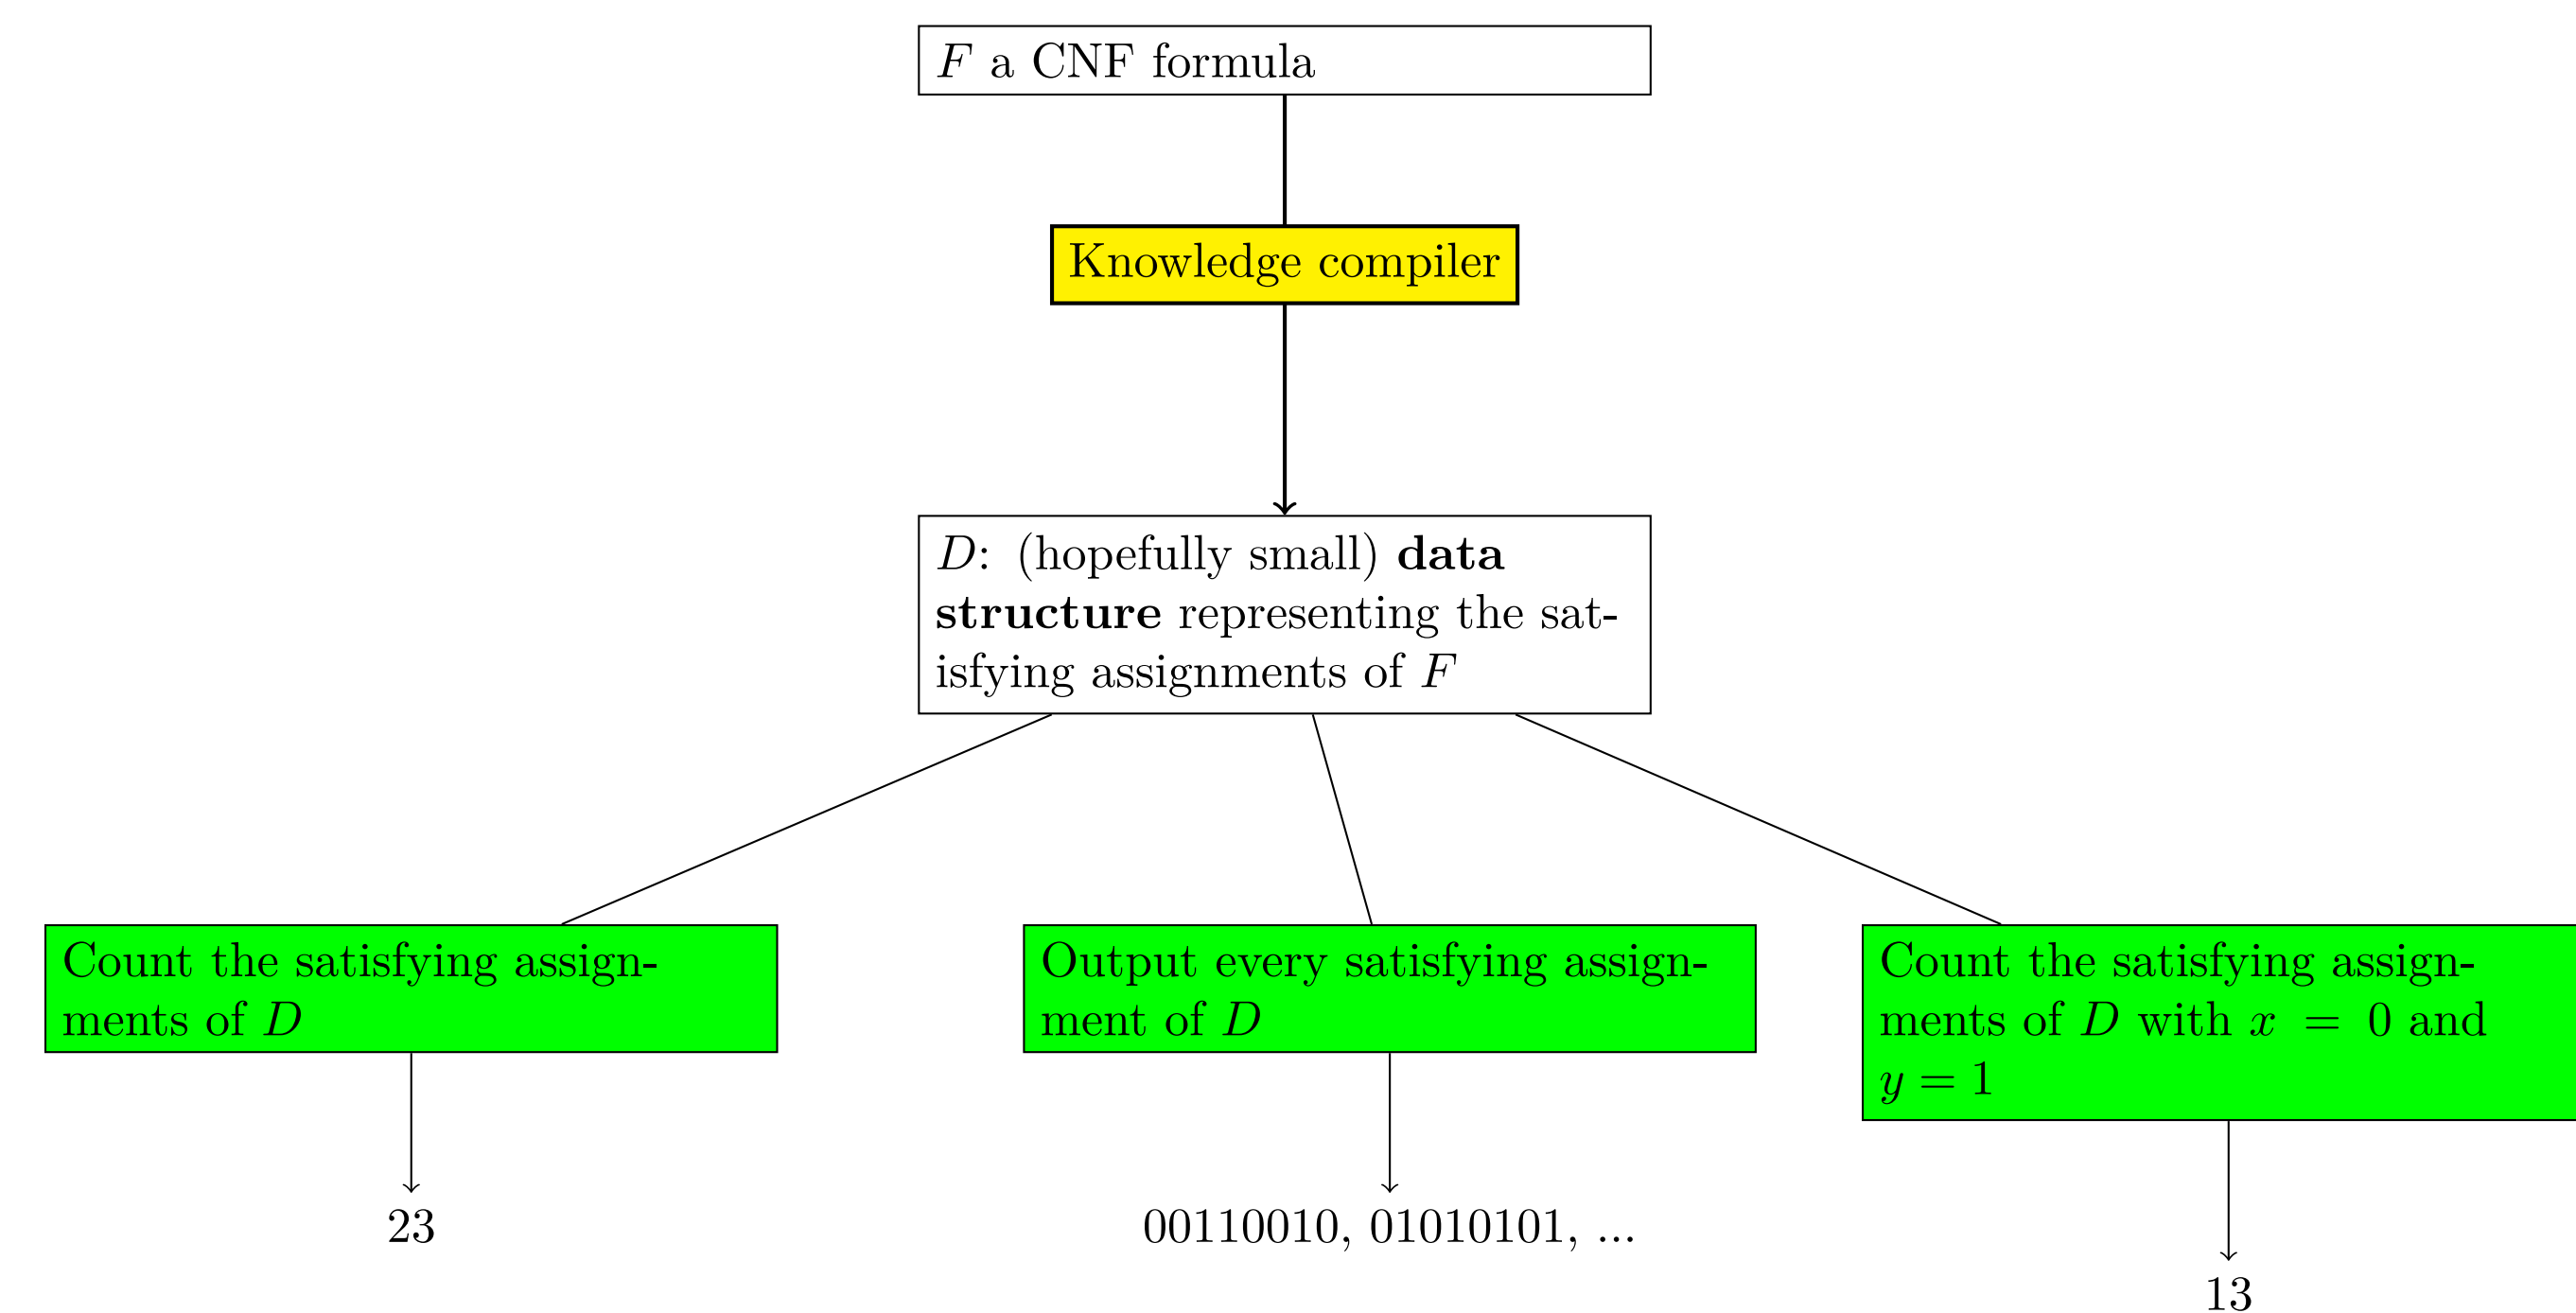 F a CNF formula
Knowledge compiler
D: (hopefully small) data
structure representing the sat-
isfying assignments of F
Count the satisfying assign-
ments of D
Output every satisfying assign-
ment of D
Count the satisfying assign-
ments of D with x = 0 and
y = 1
23
00110010, 01010101, ...
13